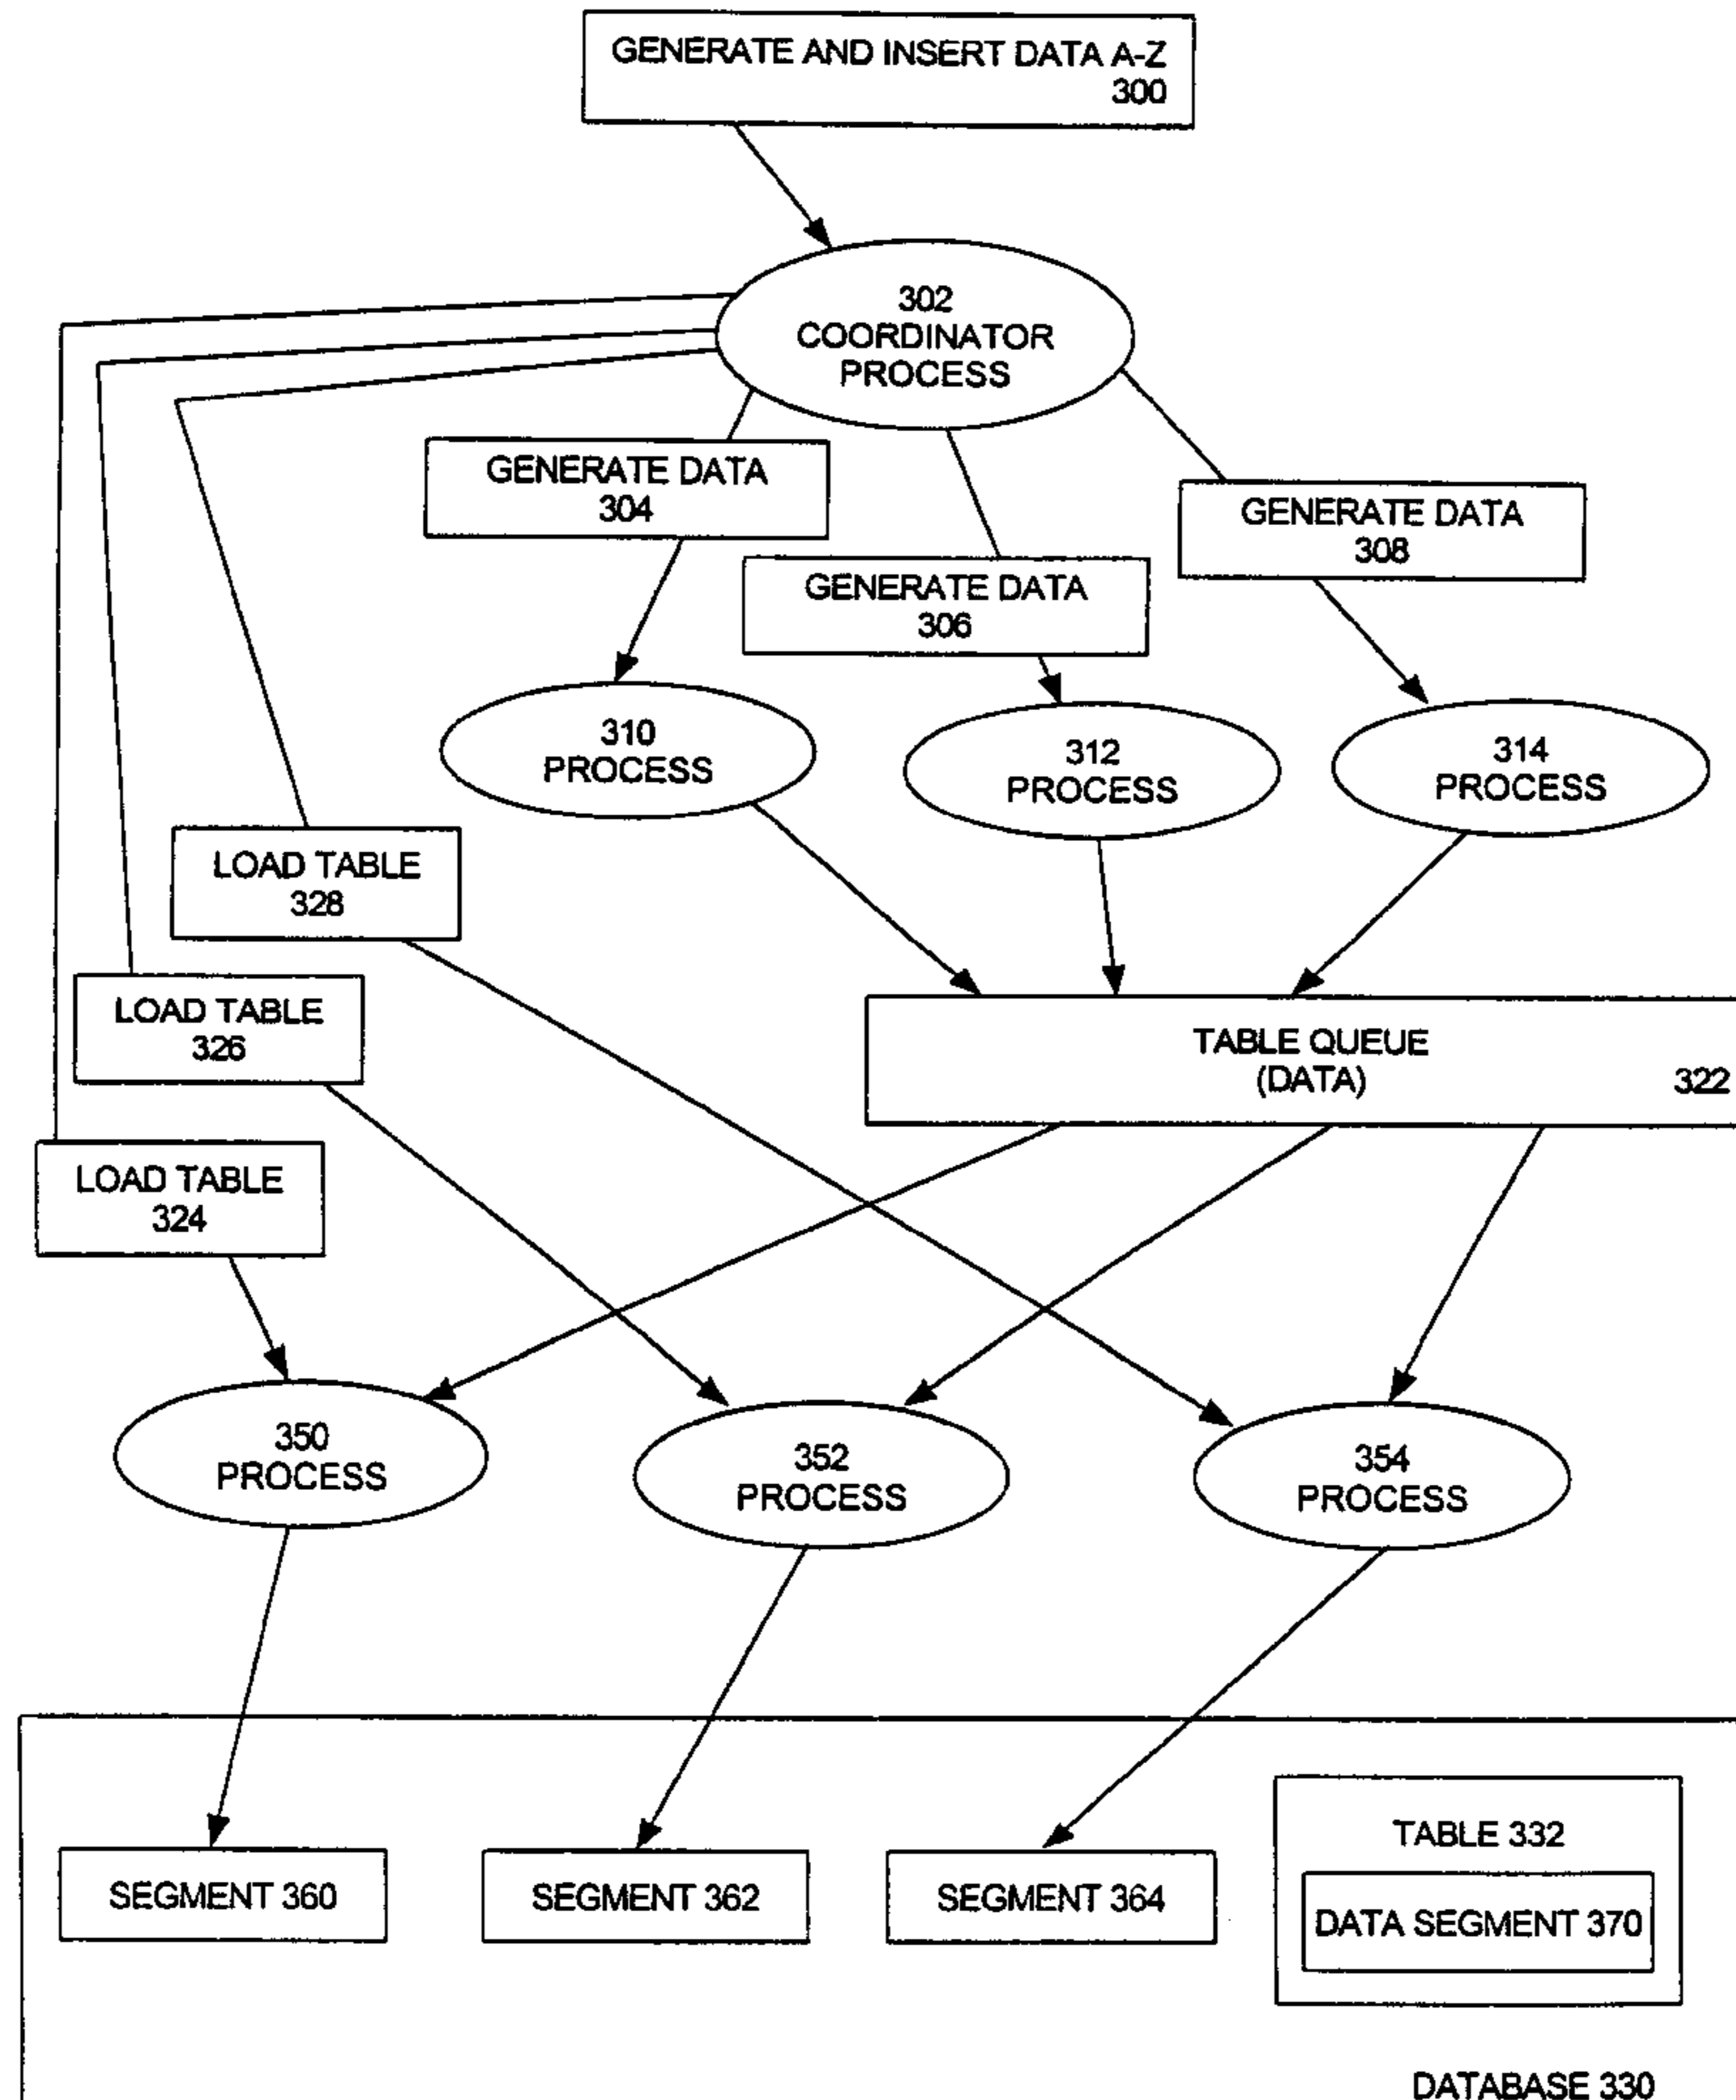 GENERATE AND INSERT DATA A-Z
300
302
COORDINATOR
PROCESS
GENERATE DATA
304
GENERATE DATA
308
GENERATE DATA
306
310
PROCESS
312
PROCESS
314
PROCESS
LOAD TABLE
328
LOAD TABLE
326
TABLE QUEUE
(DATA)
322
LOAD TABLE
324
350
PROCESS
352
PROCESS
354
PROCESS
TABLE 332
SEGMENT 360
SEGMENT 362
SEGMENT 364
DATA SEGMENT 370
DATABASE 330